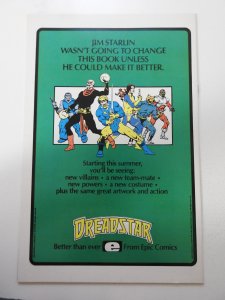 JIM STARLIN
WASN'T GOING TO CHANGE
THIS BOOK UNLESS
HE COULD MAKE IT BETTER.
Starting this summer,
you'll be seeing:
new villains • a new team-mate •
new powers • a new costume •
plus the same great artwork and action
DREADSTAR
Better than ever e From Epic Comics